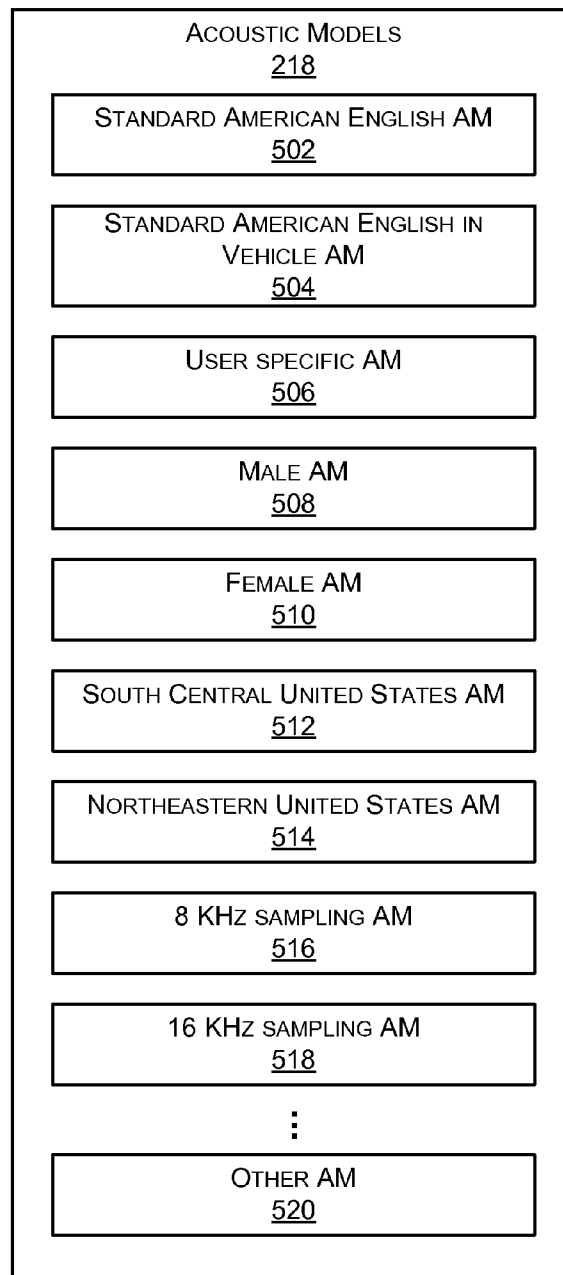 ACOUSTIC MODELS
218
STANDARD AMERICAN ENGLISH AM
502
STANDARD AMERICAN ENGLISH IN
VEHICLE AM
504
USER SPECIFIC AM
506
MALE AM
508
FEMALE AM
510
SOUTH CENTRAL UNITED STATES AM
512
NORTHEASTERN UNITED STATES AM
514
8 KHZ SAMPLING AM
516
16 KHZ SAMPLING AM
518
⋮
OTHER AM
520